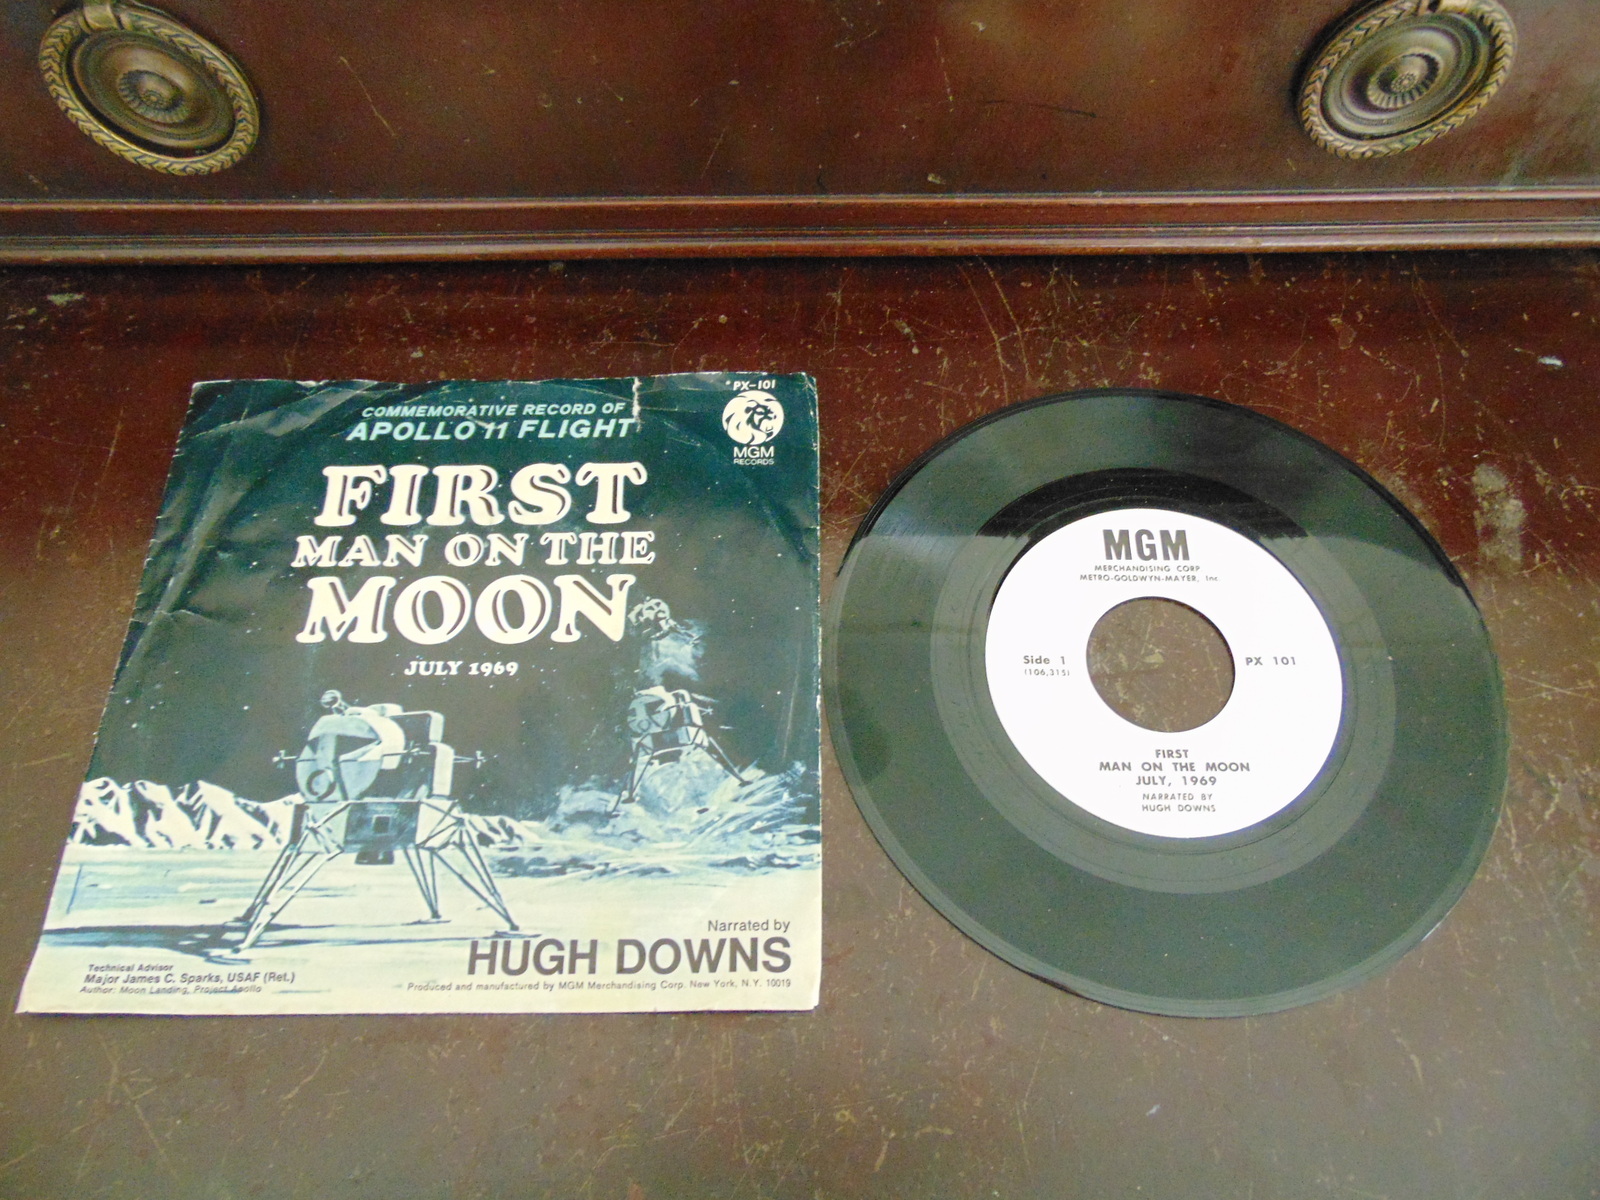 PX-101
COMMEMORATIVE RECORD OF
APOLLO 11 FLIGHT
MGM
RECORDS
FIRST
MAN ON THE
MOON
JULY 1969
Narrated by
HUGH DOWNS
Technical Advisor
Major James C. Sparks, USAF (Ret.)
Author: Moon Landing, Project Apollo
Produced and manufactured by MGM Merchandising Corp. New York, N.Y. 10019
MGM
MERCHANDISING CORP
METRO-GOLDWYN-MAYER, Inc.
Side 1
(106,315)
PX 101
FIRST
MAN ON THE MOON
JULY, 1969
NARRATED BY
HUGH DOWNS